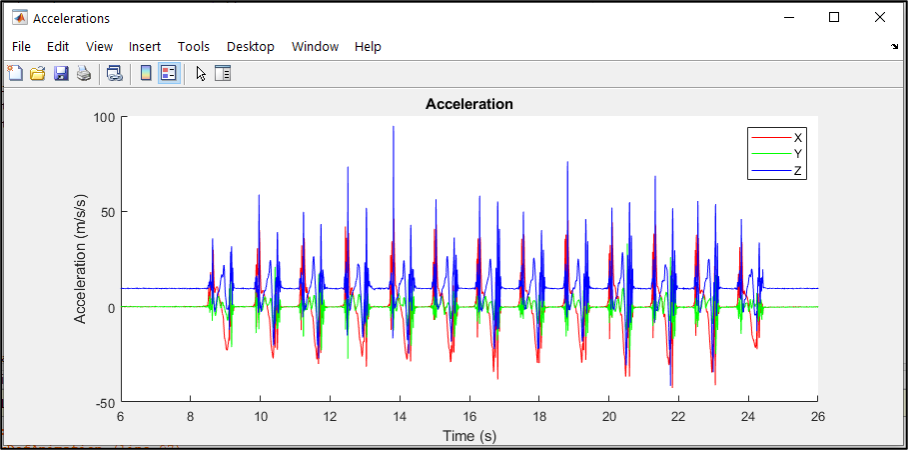 Accelerations
File Edit View Insert Tools Desktop Window Help
Acceleration
X
Y
Z
100
50
0
-50
Acceleration (m/s/s)
6 8 10 12 14 16 18 20 22 24 26
Time (s)